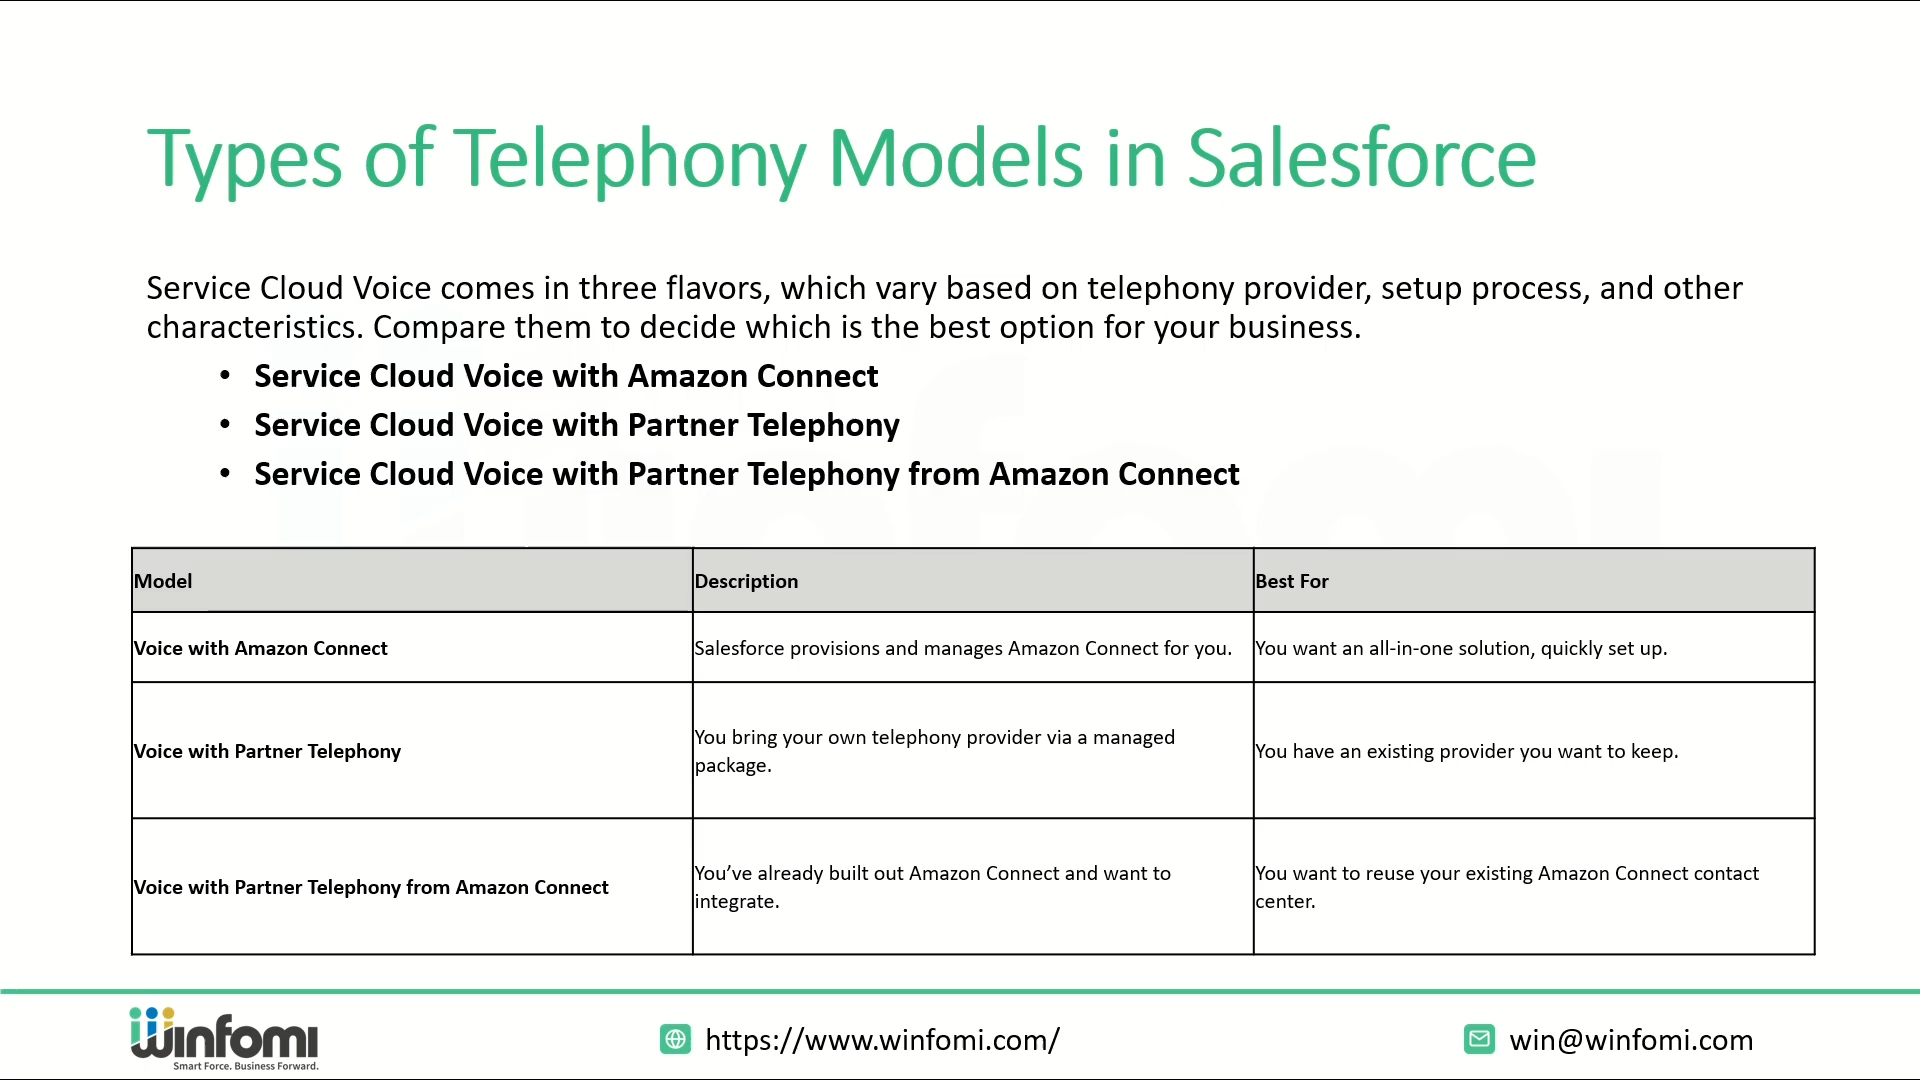 Types of Telephony Models in Salesforce
Service Cloud Voice comes in three flavors, which vary based on telephony provider, setup process, and other
characteristics. Compare them to decide which is the best option for your business.
• Service Cloud Voice with Amazon Connect
• Service Cloud Voice with Partner Telephony
• Service Cloud Voice with Partner Telephony from Amazon Connect
Model
Description
Best For
Voice with Amazon Connect
Salesforce provisions and manages Amazon Connect for you.
You want an all-in-one solution, quickly set up.
Voice with Partner Telephony
You bring your own telephony provider via a managed
package.
You have an existing provider you want to keep.
Voice with Partner Telephony from Amazon Connect
You’ve already built out Amazon Connect and want to
integrate.
You want to reuse your existing Amazon Connect contact
center.
winfomi
Smart Force. Business Forward.
https://www.winfomi.com/
win@winfomi.com